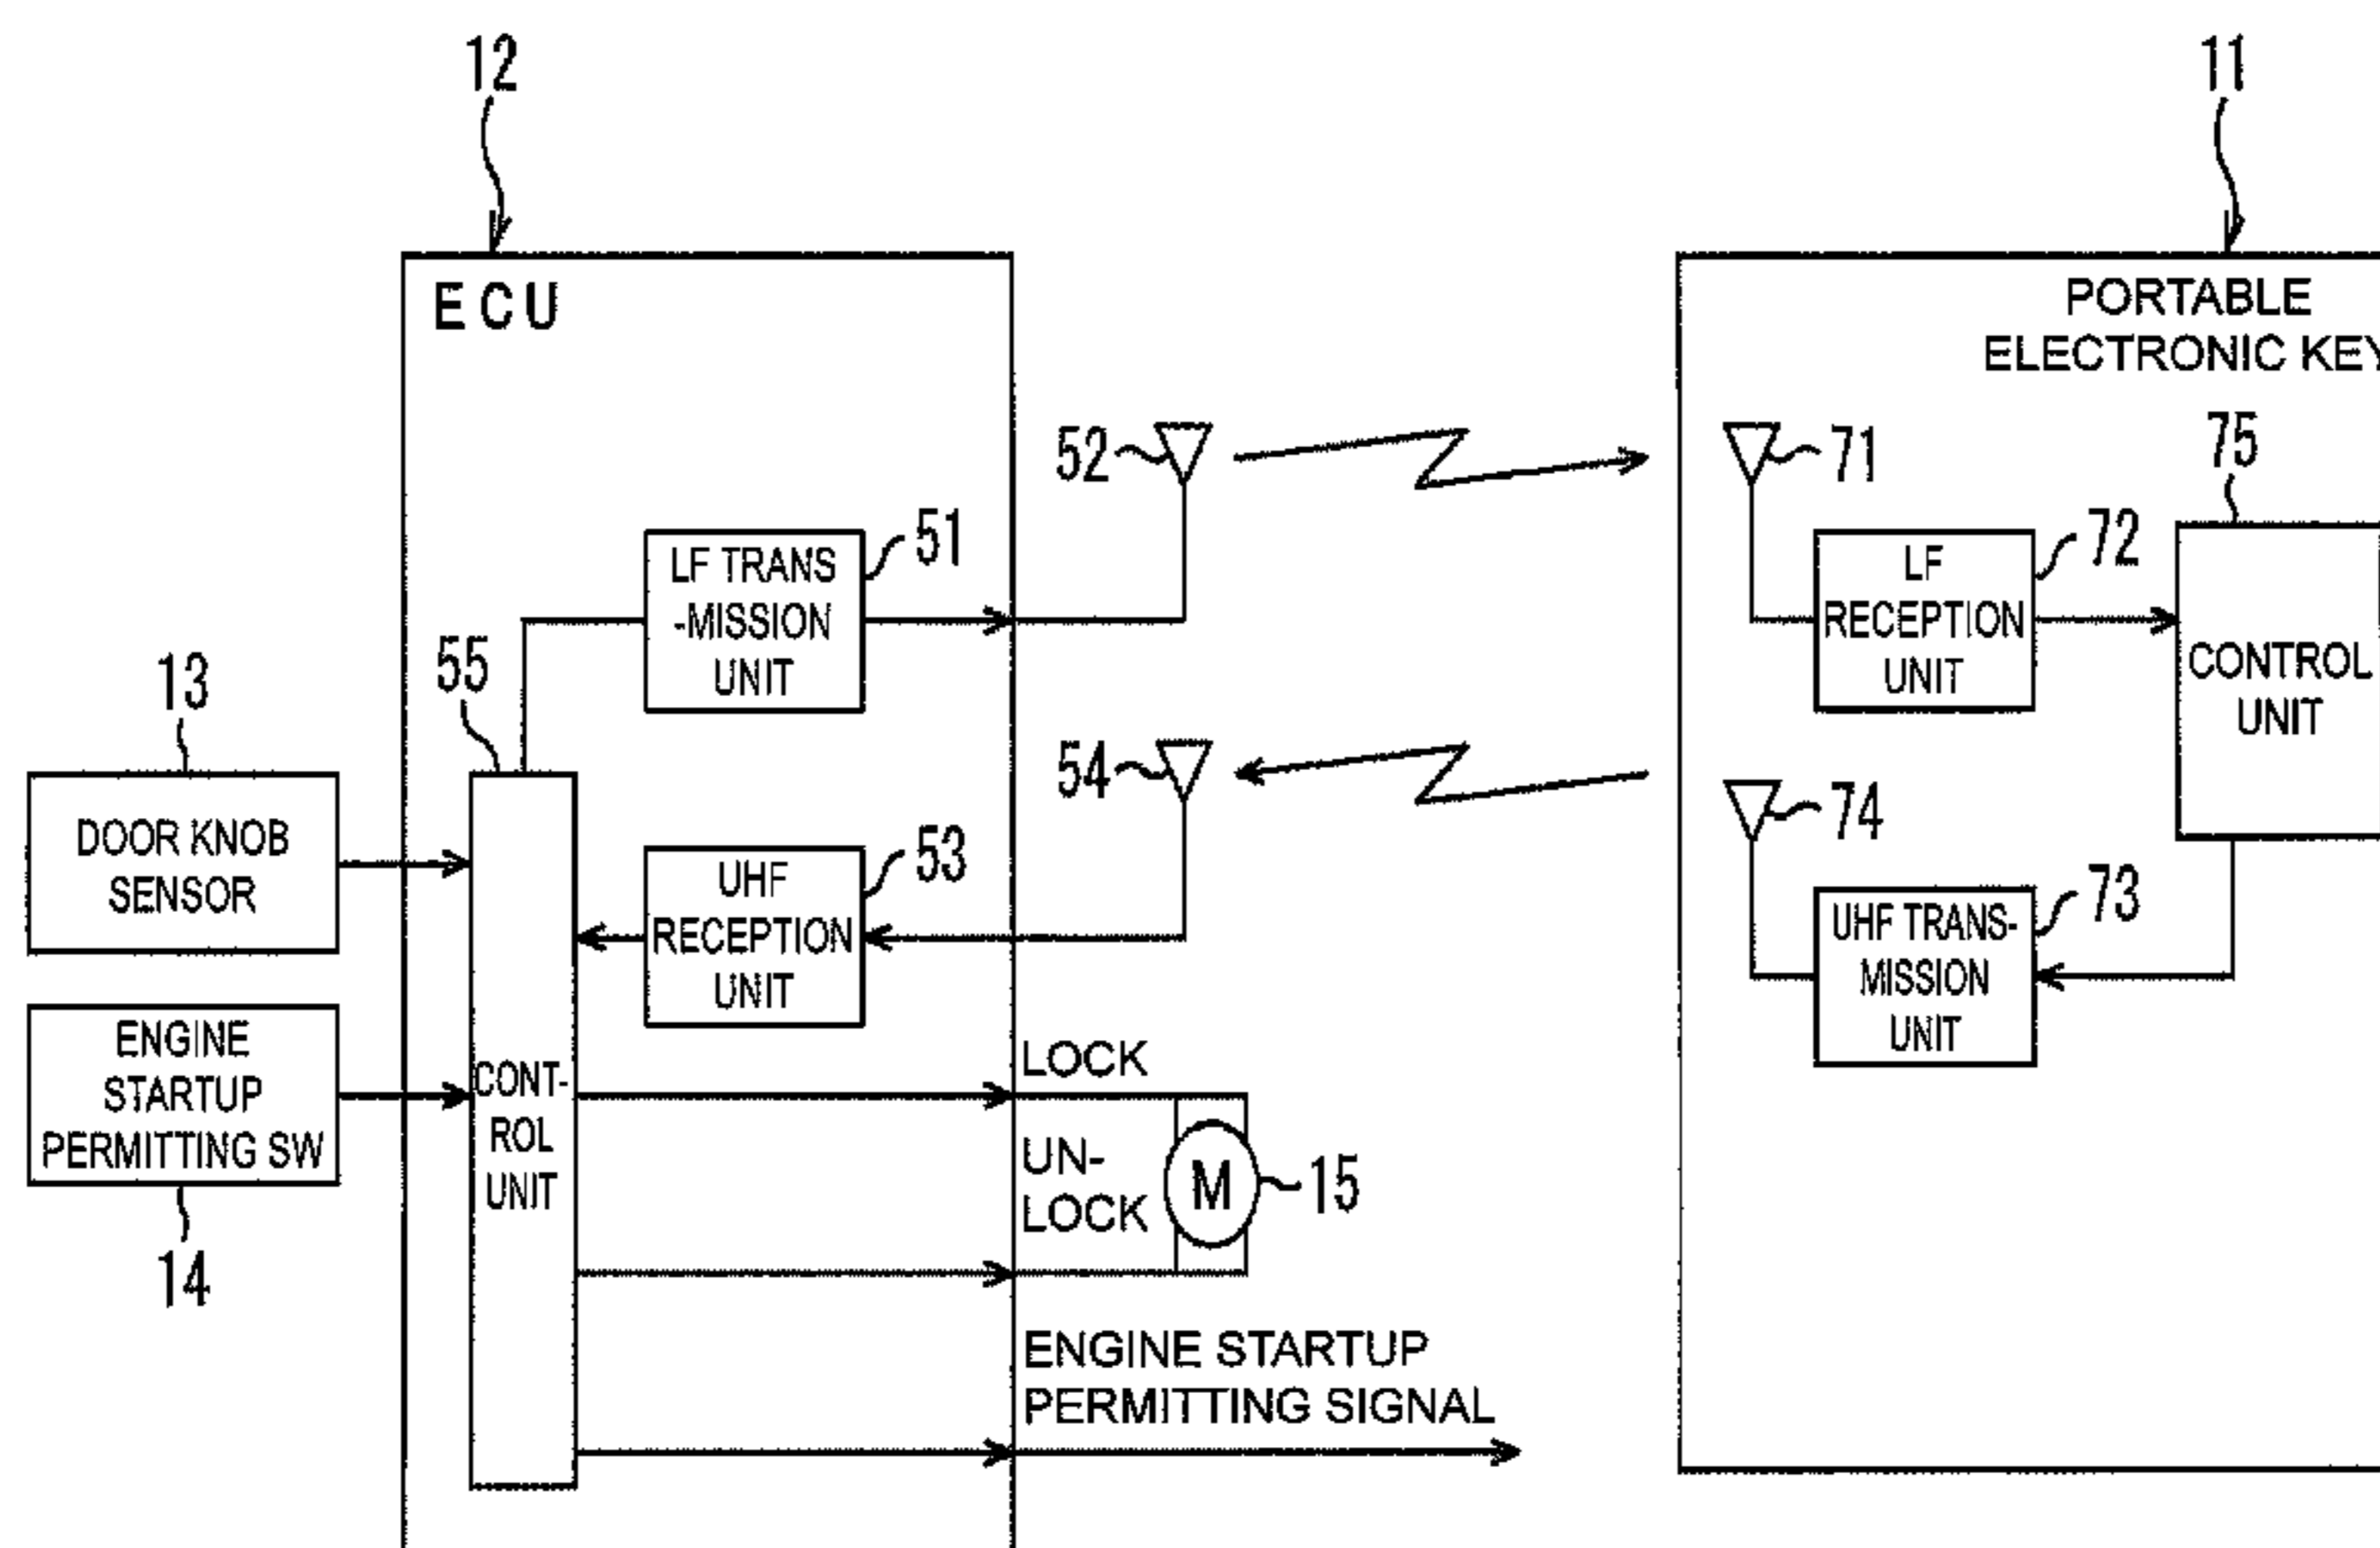 12
11
ECU
PORTABLE
ELECTRONIC KEY
52
71
75
51
LF TRANS
-MISSION
UNIT
72
LF
RECEPTION
UNIT
CONTROL
UNIT
55
13
DOOR KNOB
SENSOR
54
74
53
UHF
RECEPTION
UNIT
73
UHF TRANS-
MISSION
UNIT
ENGINE
STARTUP
PERMITTING SW
14
CONT-
ROL
UNIT
LOCK
UN-
LOCK
M
15
ENGINE STARTUP
PERMITTING SIGNAL